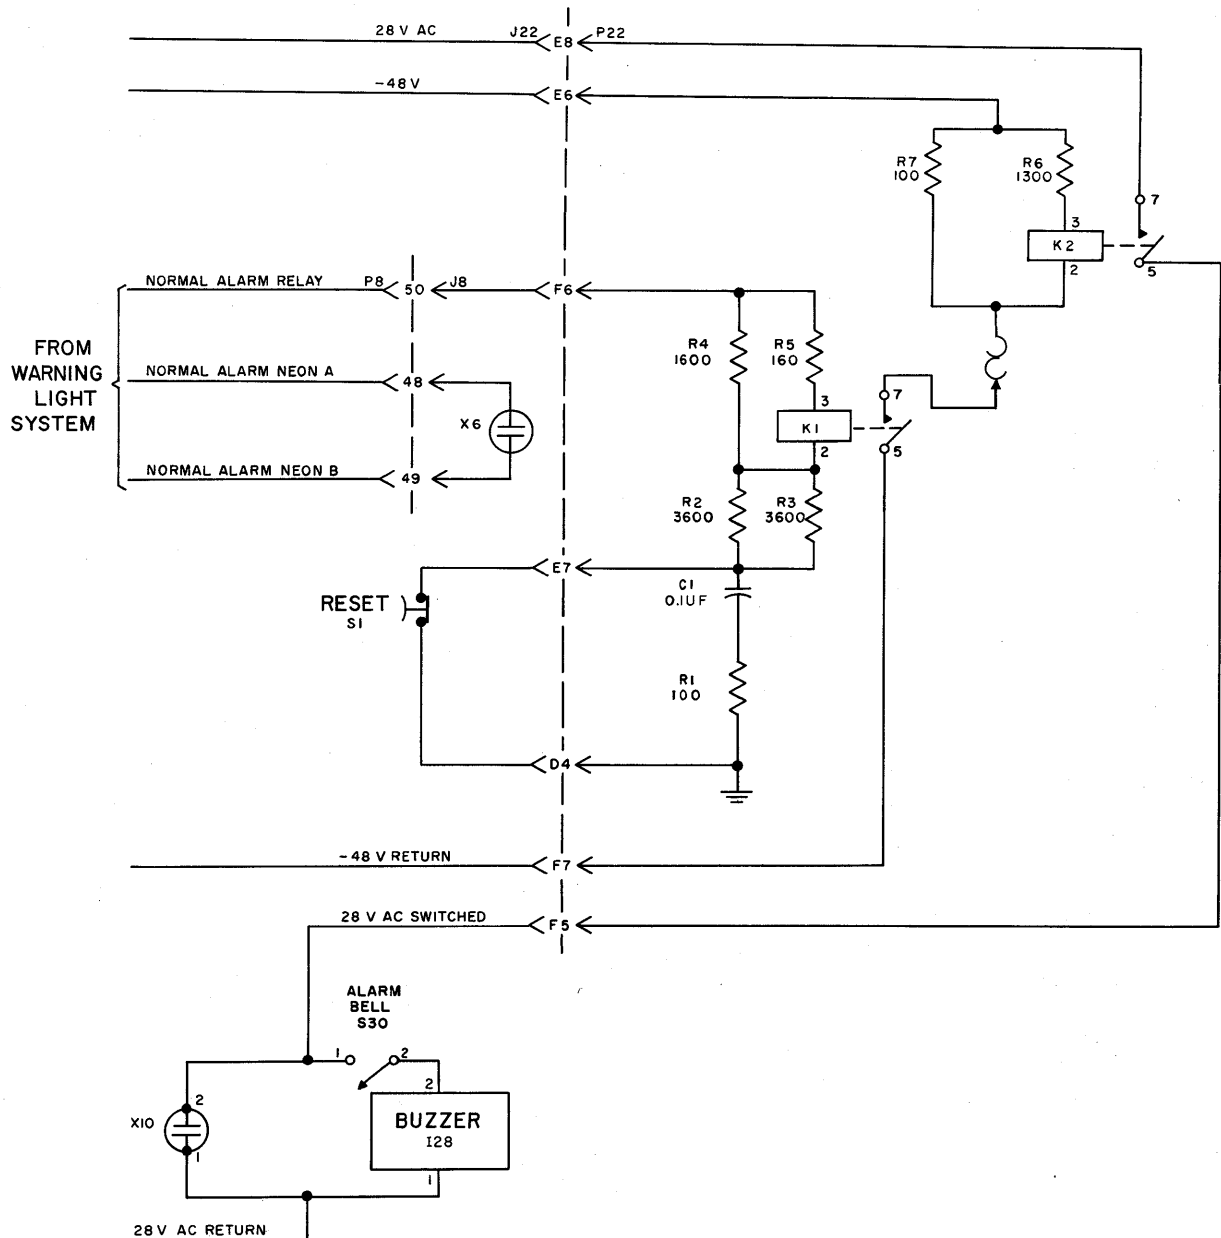 28 V AC
J22
E8
P22
-48 V
E6
R7
100
R6
1300
7
3
K2
2
5
NORMAL ALARM RELAY
P8
50
J8
F6
FROM
WARNING
LIGHT
SYSTEM
R4
1600
R5
160
NORMAL ALARM NEON A
48
X6
3
K1
2
7
5
NORMAL ALARM NEON B
49
R2
3600
R3
3600
E7
C1
0.1UF
RESET
S1
R1
100
D4
-48 V RETURN
F7
28 V AC SWITCHED
F5
ALARM
BELL
S30
1
2
2
X10
2
1
BUZZER
I28
1
28 V AC RETURN